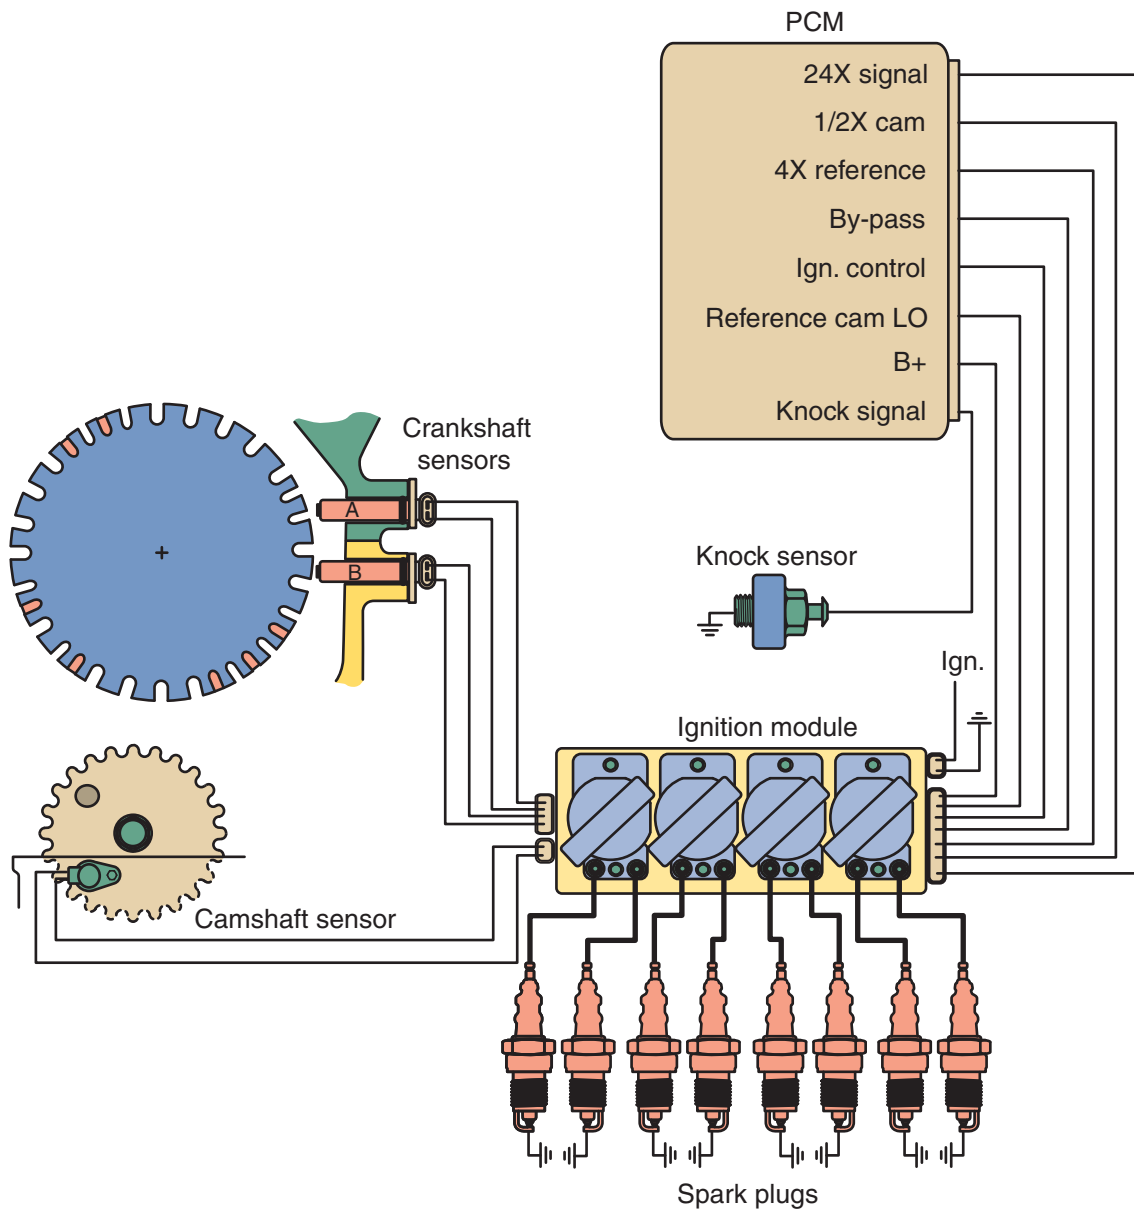 PCM
24X signal
1/2X cam
4X reference
By-pass
Ign. control
Reference cam LO
B+
Knock signal
Crankshaft
sensors
A
B
Knock sensor
Ign.
Ignition module
Camshaft sensor
Spark plugs